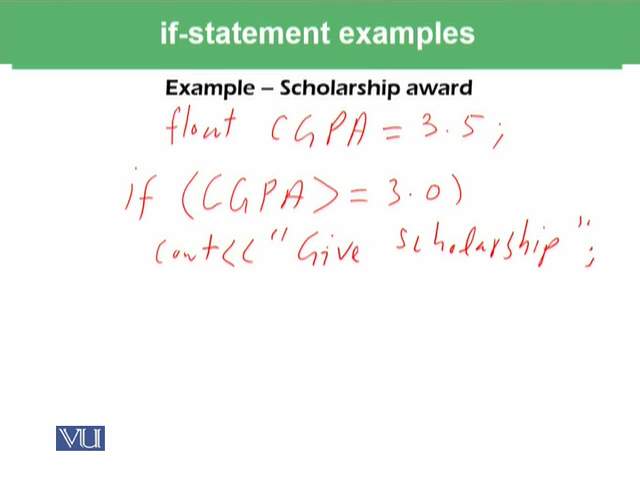 if-statement examples
Example – Scholarship award
float CGPA = 3.5;
if (CGPA >= 3.0)
cout<< "Give scholarship";
VU